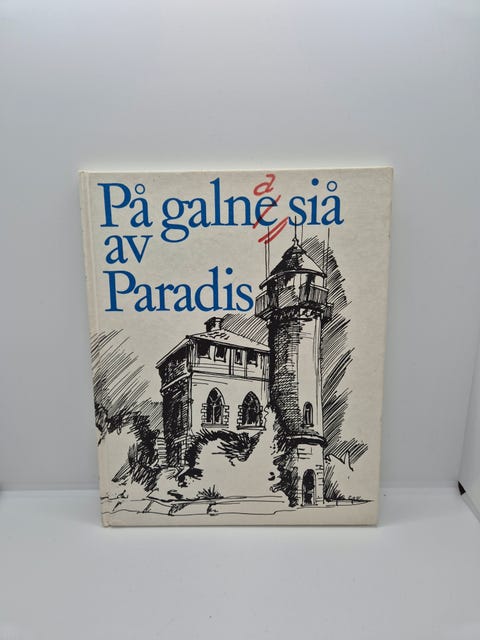 På galne siå
a
av
Paradis